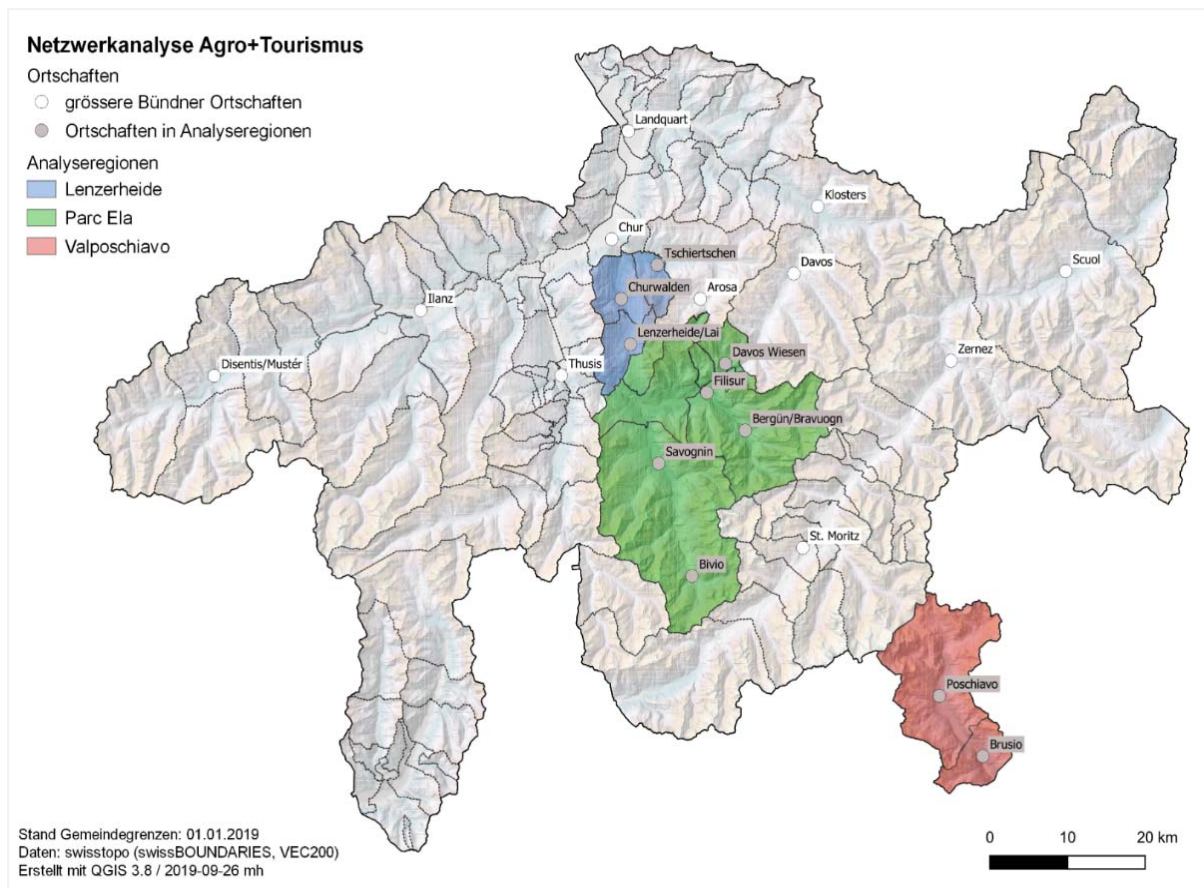 Netzwerkanalyse Agro+Tourismus
Ortschaften
grössere Bündner Ortschaften
Ortschaften in Analyseregionen
Analyseregionen
Lenzerheide
Parc Ela
Valposchiavo
Landquart
Klosters
Chur
Tschiertschen
Davos
Scuol
Churwalden
Arosa
Ilanz
Lenzerheide/Lai
Davos Wiesen
Zernez
Disentis/Mustér
Thusis
Filisur
Bergün/Bravuogn
Savognin
St. Moritz
Bivio
Poschiavo
Brusio
Stand Gemeindegrenzen: 01.01.2019
Daten: swisstopo (swissBOUNDARIES, VEC200)
Erstellt mit QGIS 3.8 / 2019-09-26 mh
0 10 20 km